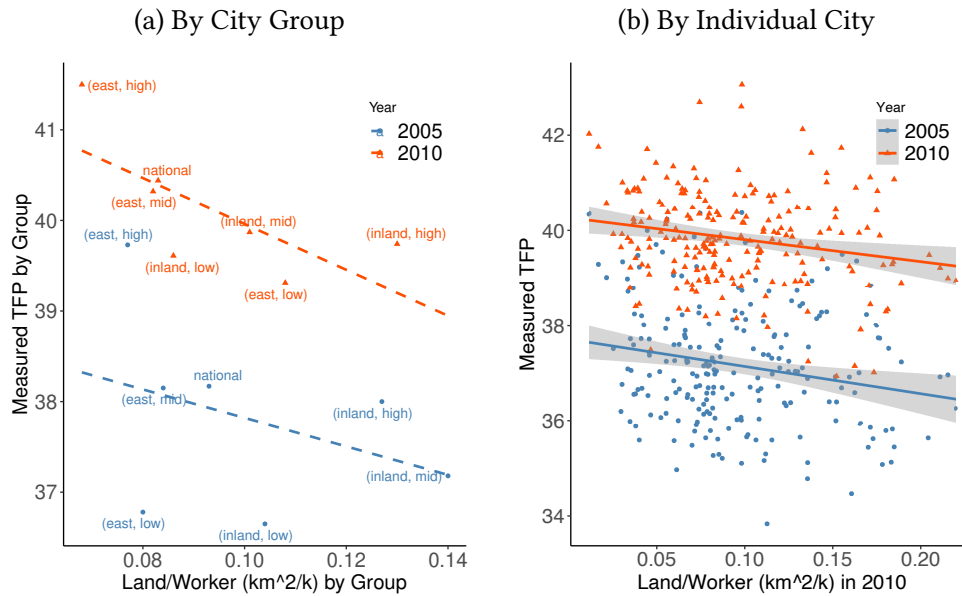 (a) By City Group
Measured TFP by Group
41
40
39
38
37
0.08
0.10
0.12
0.14
Land/Worker (km^2/k) by Group
Year
2005
2010
(east, high)
national
(east, mid)
(inland, mid)
(inland, high)
(east, high)
(inland, low)
(east, low)
national
(east, mid)
(inland, high)
(inland, mid)
(east, low)
(inland, low)
(b) By Individual City
Measured TFP
42
40
38
36
34
0.05
0.10
0.15
0.20
Land/Worker (km^2/k) in 2010
Year
2005
2010